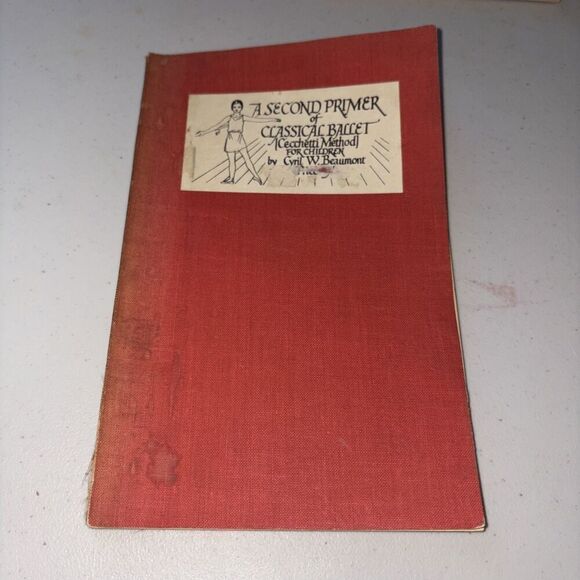 A SECOND PRIMER
of
CLASSICAL BALLET
[Cecchetti Method]
FOR CHILDREN
by Cyril W. Beaumont